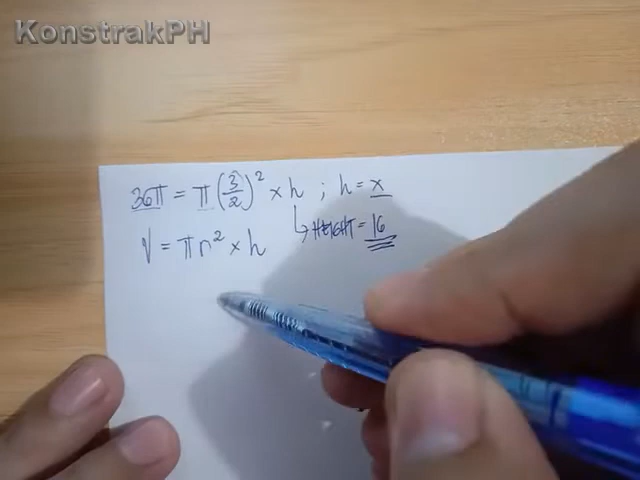 KonstrakPH
36π = π(3/2)² × h ; h = x
↳ HEIGHT = 16
V = πr² × h